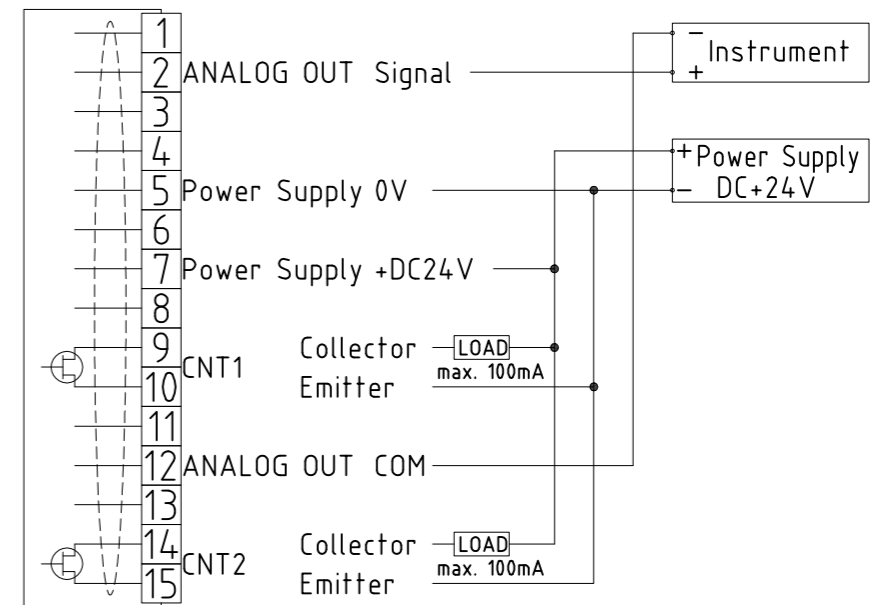 1
- Instrument
2 ANALOG OUT Signal +
3
4 + Power Supply
5 Power Supply 0V - DC+24V
6
7 Power Supply +DC24V
8
9 Collector LOAD
CNT1 max. 100mA
10 Emitter
11
12 ANALOG OUT COM
13
14 Collector LOAD
CNT2 max. 100mA
15 Emitter